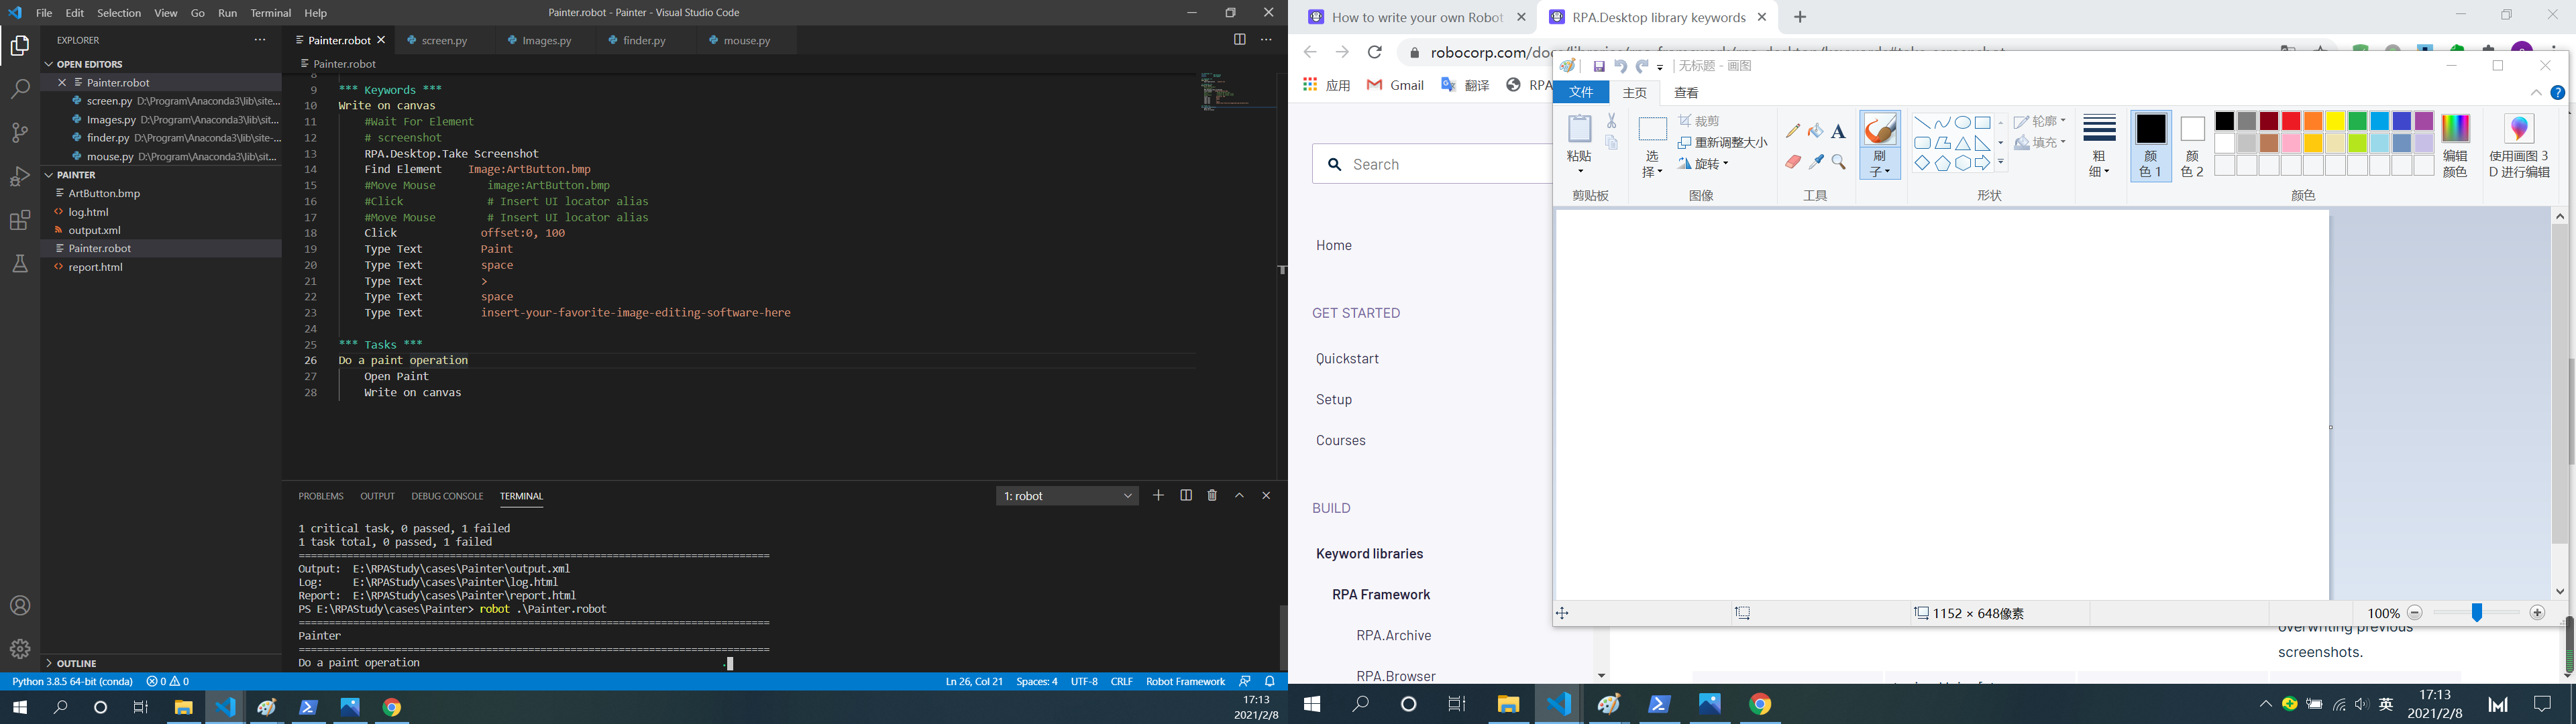 File Edit Selection View Go Run Terminal Help
Painter.robot - Painter - Visual Studio Code
EXPLORER
OPEN EDITORS
Painter.robot
screen.py D:\Program\Anaconda3\lib\site...
Images.py D:\Program\Anaconda3\lib\sit...
finder.py D:\Program\Anaconda3\lib\site-...
mouse.py D:\Program\Anaconda3\lib\sit...
PAINTER
ArtButton.bmp
log.html
output.xml
Painter.robot
report.html
OUTLINE
Painter.robot screen.py Images.py finder.py mouse.py
Painter.robot
8
9 *** Keywords ***
10 Write on canvas
11 #Wait For Element
12 # screenshot
13 RPA.Desktop.Take Screenshot
14 Find Element Image:ArtButton.bmp
15 #Move Mouse image:ArtButton.bmp
16 #Click # Insert UI locator alias
17 #Move Mouse # Insert UI locator alias
18 Click offset:0, 100
19 Type Text Paint
20 Type Text space
21 Type Text >
22 Type Text space
23 Type Text insert-your-favorite-image-editing-software-here
24
25 *** Tasks ***
26 Do a paint operation
27 Open Paint
28 Write on canvas
PROBLEMS OUTPUT DEBUG CONSOLE TERMINAL
1: robot
1 critical task, 0 passed, 1 failed
1 task total, 0 passed, 1 failed
==============================================================================
Output: E:\RPAStudy\cases\Painter\output.xml
Log: E:\RPAStudy\cases\Painter\log.html
Report: E:\RPAStudy\cases\Painter\report.html
PS E:\RPAStudy\cases\Painter> robot .\Painter.robot
==============================================================================
Painter
==============================================================================
Do a paint operation .
Python 3.8.5 64-bit (conda) 0 0
Ln 26, Col 21 Spaces: 4 UTF-8 CRLF Robot Framework
17:13
2021/2/8
How to write your own Robot
RPA.Desktop library keywords
robocorp.com/docs/libraries/rpa-framework/rpa-desktop/keywords#take-screenshot
应用 Gmail 翻译 RPA
Search
Home
GET STARTED
Quickstart
Setup
Courses
BUILD
Keyword libraries
RPA Framework
RPA.Archive
RPA.Browser
无标题 - 画图
文件 主页 查看
粘贴
剪贴板
选择
裁剪
重新调整大小
旋转
图像
A
工具
刷子
轮廓
填充
形状
粗细
颜色 1
颜色 2
颜色
编辑颜色
使用画图 3D 进行编辑
1152 × 648像素
100%
overwriting previous
screenshots.
英
17:13
2021/2/8